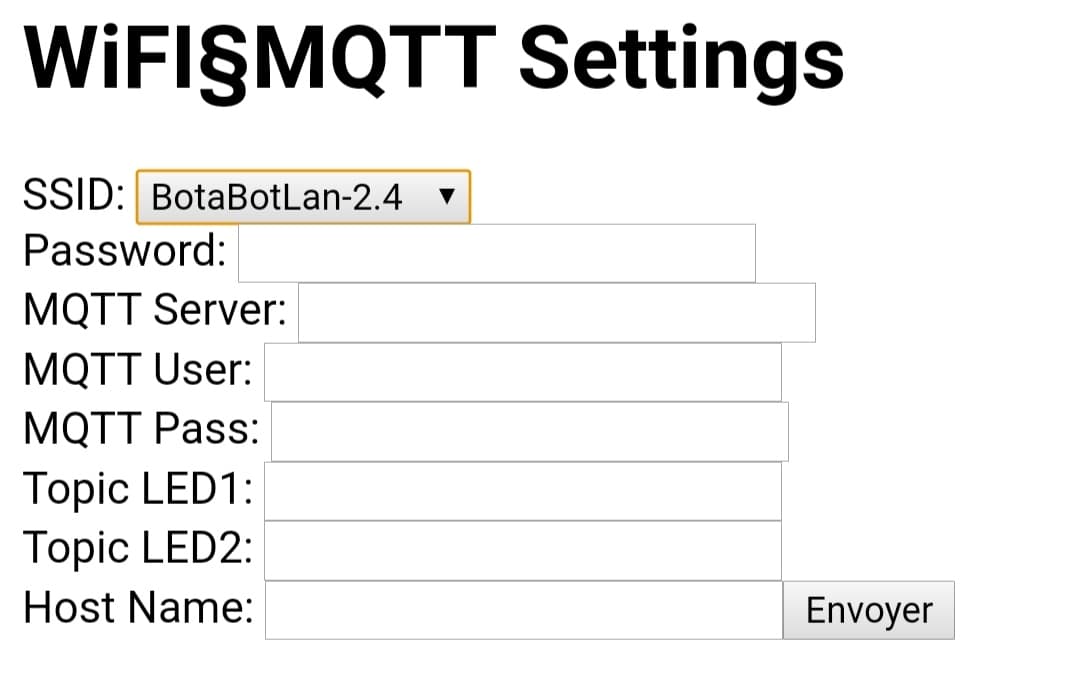 WiFI§MQTT Settings
SSID: BotaBotLan-2.4
Password:
MQTT Server:
MQTT User:
MQTT Pass:
Topic LED1:
Topic LED2:
Host Name: Envoyer